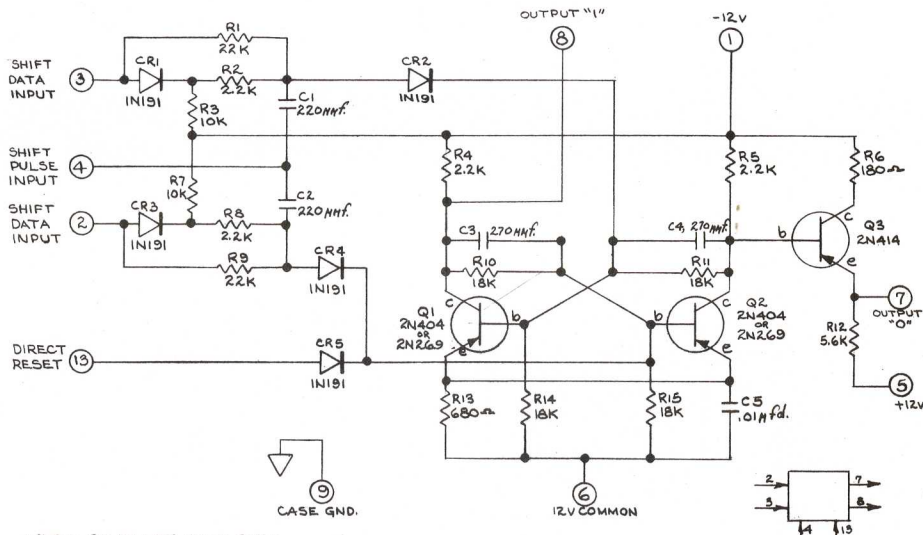 OUTPUT "1"
8
-12V
1
SHIFT DATA INPUT
3
R1
22K
CR1
1N191
R2
2.2K
R3
10K
C1
220MMf.
CR2
1N191
SHIFT PULSE INPUT
4
R7
10K
C2
220MMf.
R4
2.2K
R5
2.2K
R6
180Ω
SHIFT DATA INPUT
2
CR3
1N191
R8
2.2K
R9
22K
CR4
1N191
C3
270MMf.
C4, 270MMf.
R10
18K
R11
18K
c
b
e
Q3
2N414
7
OUTPUT "0"
Q1
2N404
OR
2N269
c
b
e
Q2
2N404
OR
2N269
c
b
e
R12
5.6K
5
+12V
DIRECT RESET
13
CR5
1N191
R13
680Ω
R14
18K
R15
18K
C5
.01Mfd.
9
CASE GND.
6
12V COMMON
2
7
3
8
4
13